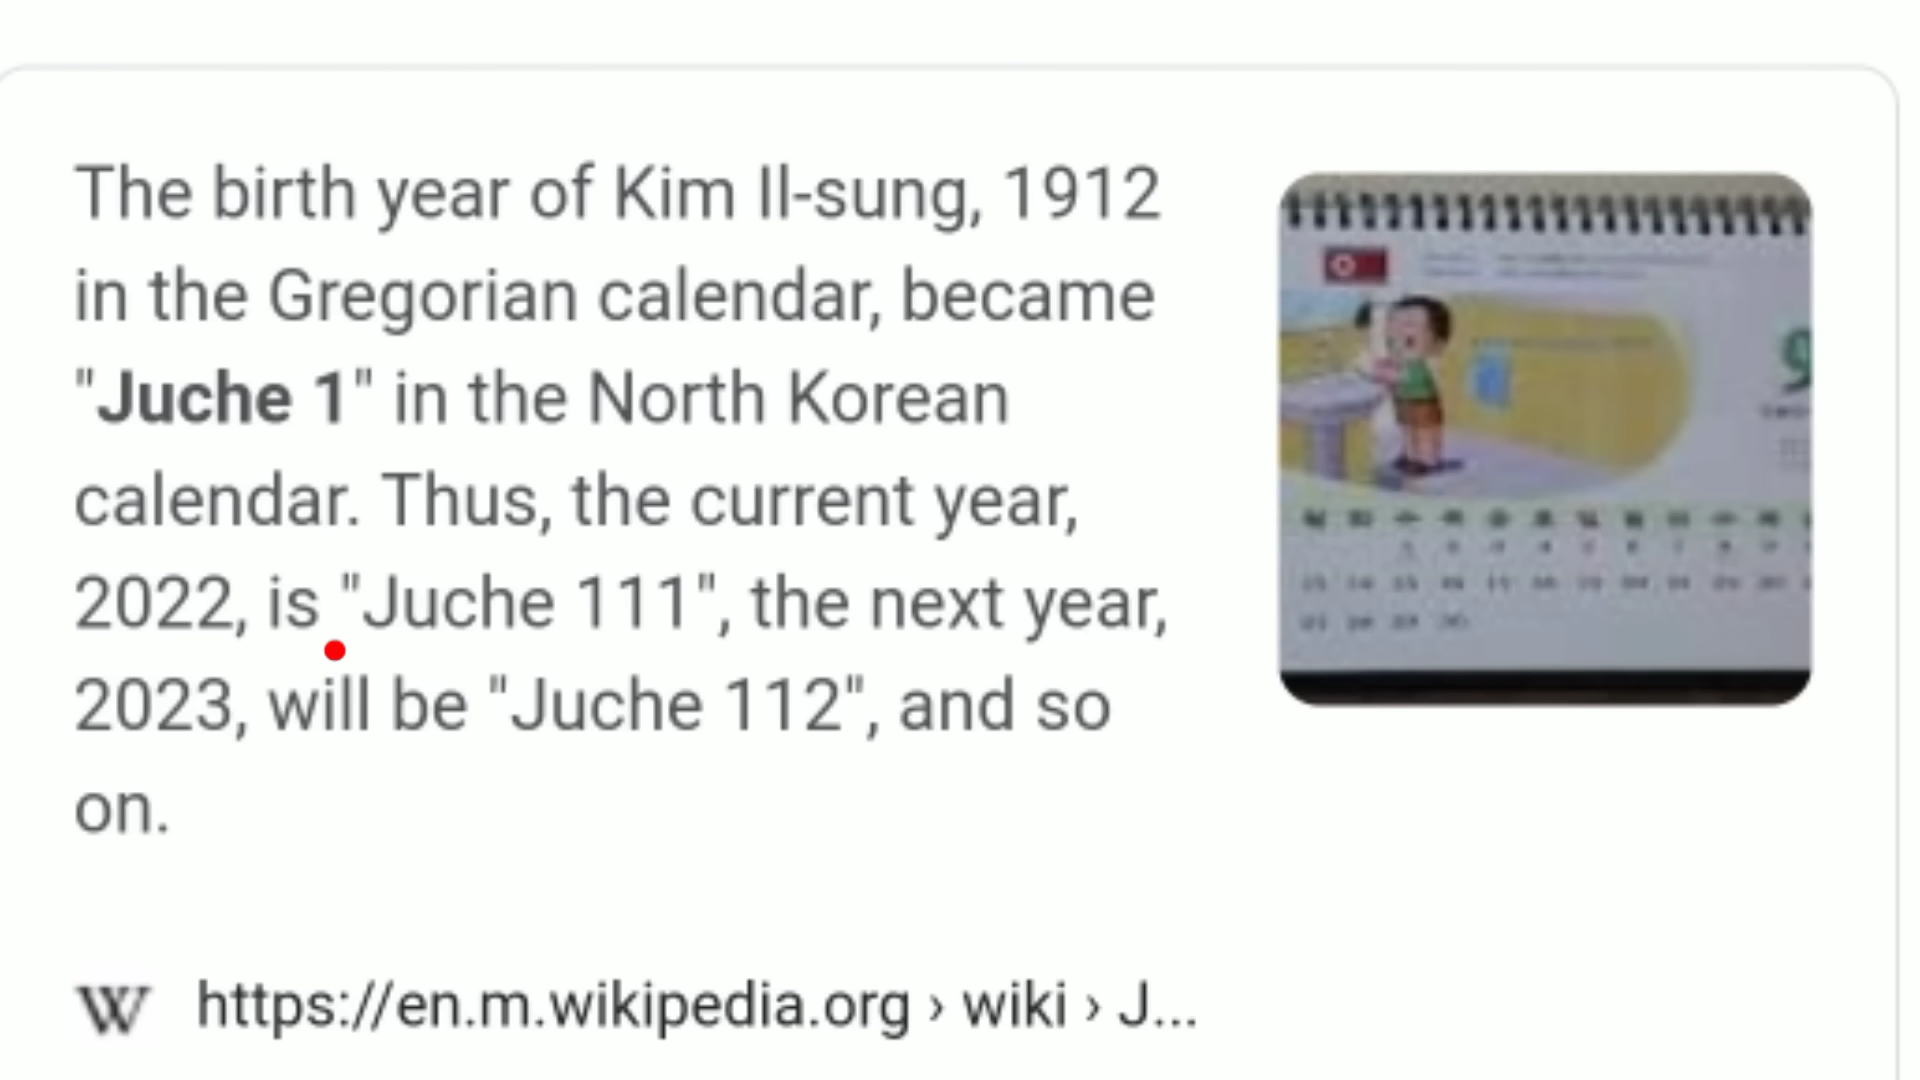 The birth year of Kim Il-sung, 1912
in the Gregorian calendar, became
"Juche 1" in the North Korean
calendar. Thus, the current year,
2022, is "Juche 111", the next year,
2023, will be "Juche 112", and so
on.
W https://en.m.wikipedia.org › wiki › J...